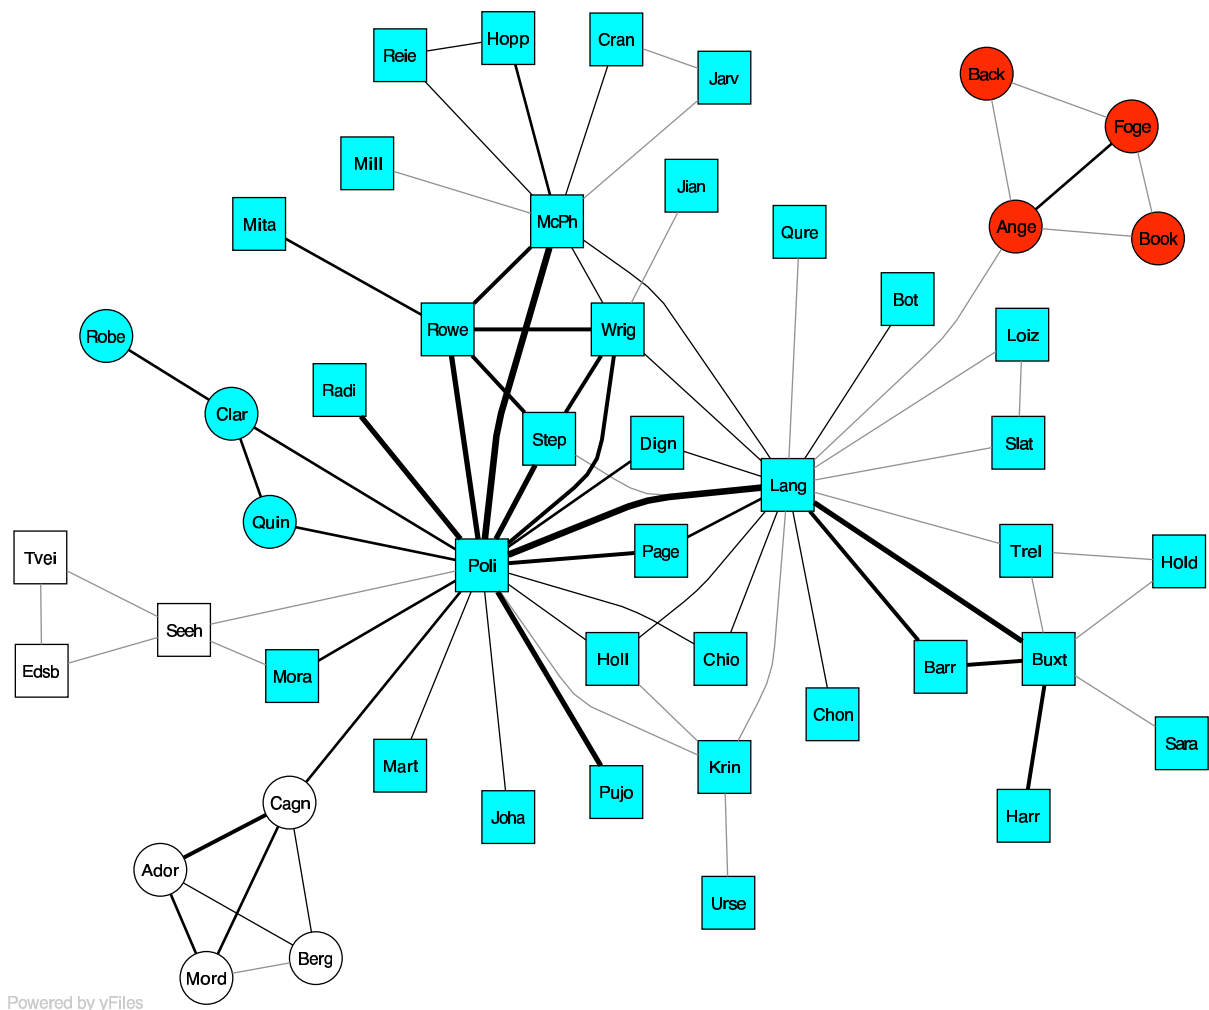 Hopp
Cran
Reie
Back
Jarv
Foge
Mill
Jian
McPh
Mita
Ange
Qure
Book
Bot
Rowe
Wrig
Robe
Loiz
Radi
Clar
Step
Dign
Slat
Lang
Quin
Page
Trel
Tvei
Hold
Poli
Seeh
Holl
Chio
Buxt
Barr
Edsb
Mora
Chon
Sara
Mart
Krin
Pujo
Cagn
Joha
Harr
Ador
Urse
Berg
Mord
Powered by yFiles